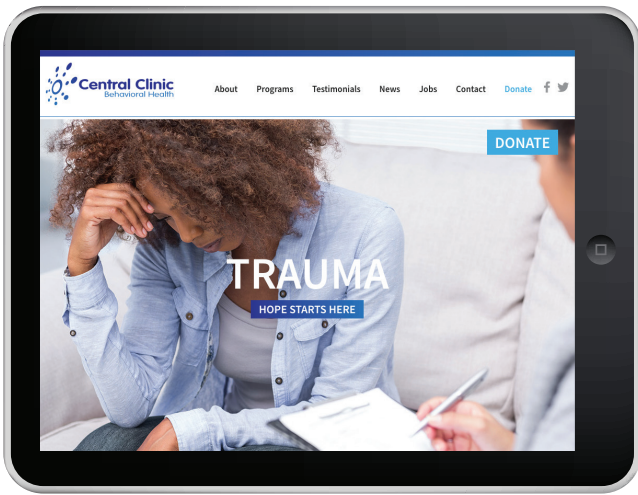 Central Clinic
Behavioral Health
About Programs Testimonials News Jobs Contact Donate
DONATE
TRAUMA
HOPE STARTS HERE